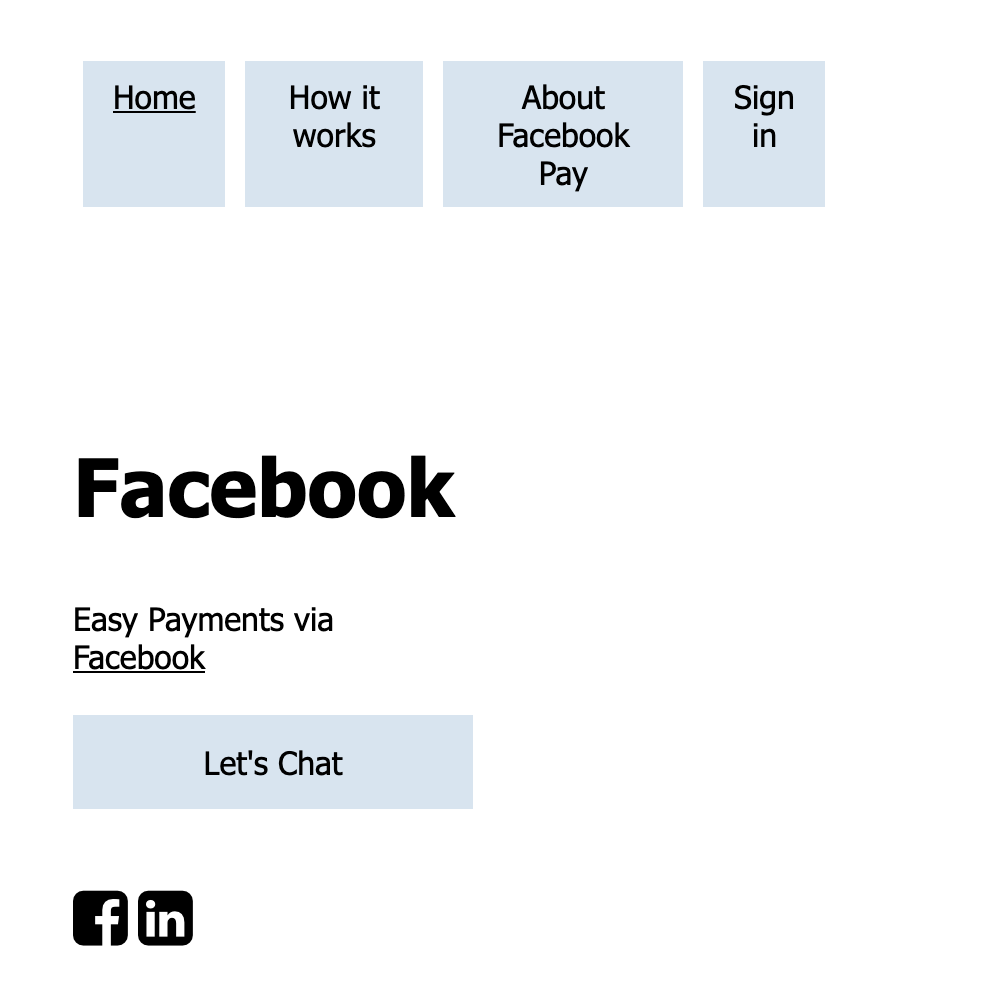 Home
How it
works
About
Facebook
Pay
Sign
in
Facebook
Easy Payments via
Facebook
Let's Chat